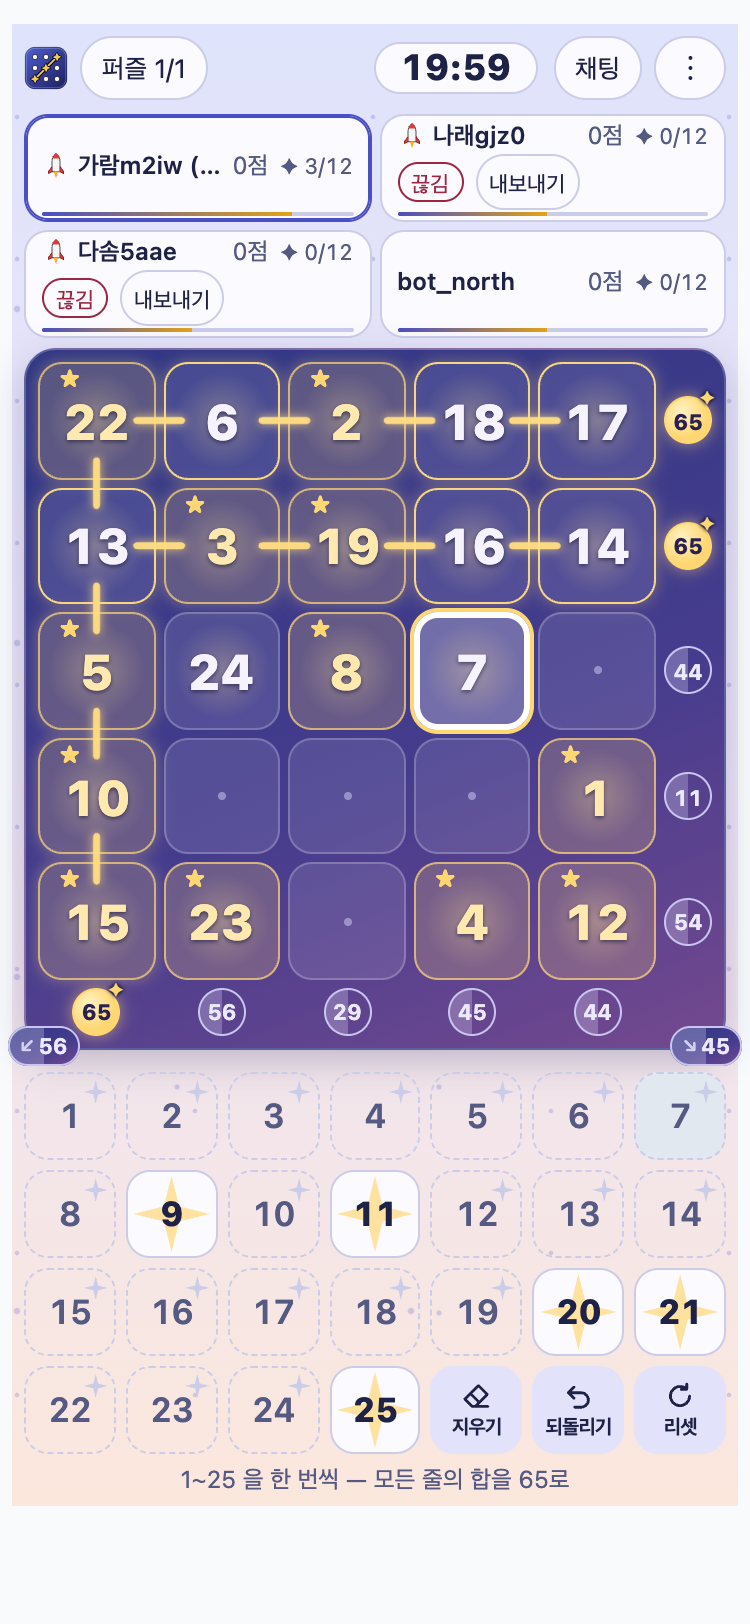 퍼즐 1/1 19:59 채팅
가람m2iw (... 0점 3/12
나래gjz0 0점 0/12
끊김 내보내기
다솜5aae 0점 0/12
끊김 내보내기
bot_north 0점 0/12
22 6 2 18 17 65
13 3 19 16 14 65
5 24 8 7 44
10 1 11
15 23 4 12 54
65 56 29 45 44
↙ 56 ↘ 45
1 2 3 4 5 6 7
8 9 10 11 12 13 14
15 16 17 18 19 20 21
22 23 24 25 지우기 되돌리기 리셋
1~25 을 한 번씩 — 모든 줄의 합을 65로